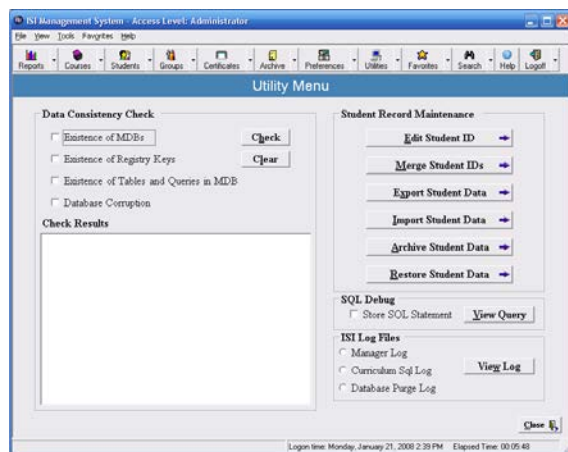 ISI Management System - Access Level: Administrator
File View Tools Favorites Help
Reports Courses Students Groups Certificates Archive Preferences Utilities Favorites Search Help Logoff
Utility Menu
Data Consistency Check
Existence of MDBs
Check
Existence of Registry Keys
Clear
Existence of Tables and Queries in MDB
Database Corruption
Check Results
Student Record Maintenance
Edit Student ID
Merge Student IDs
Export Student Data
Import Student Data
Archive Student Data
Restore Student Data
SQL Debug
Store SQL Statement
View Query
ISI Log Files
Manager Log
Curriculum Sql Log
View Log
Database Purge Log
Close
Logon time: Monday, January 21, 2008 2:39 PM Elapsed Time: 00:05:48